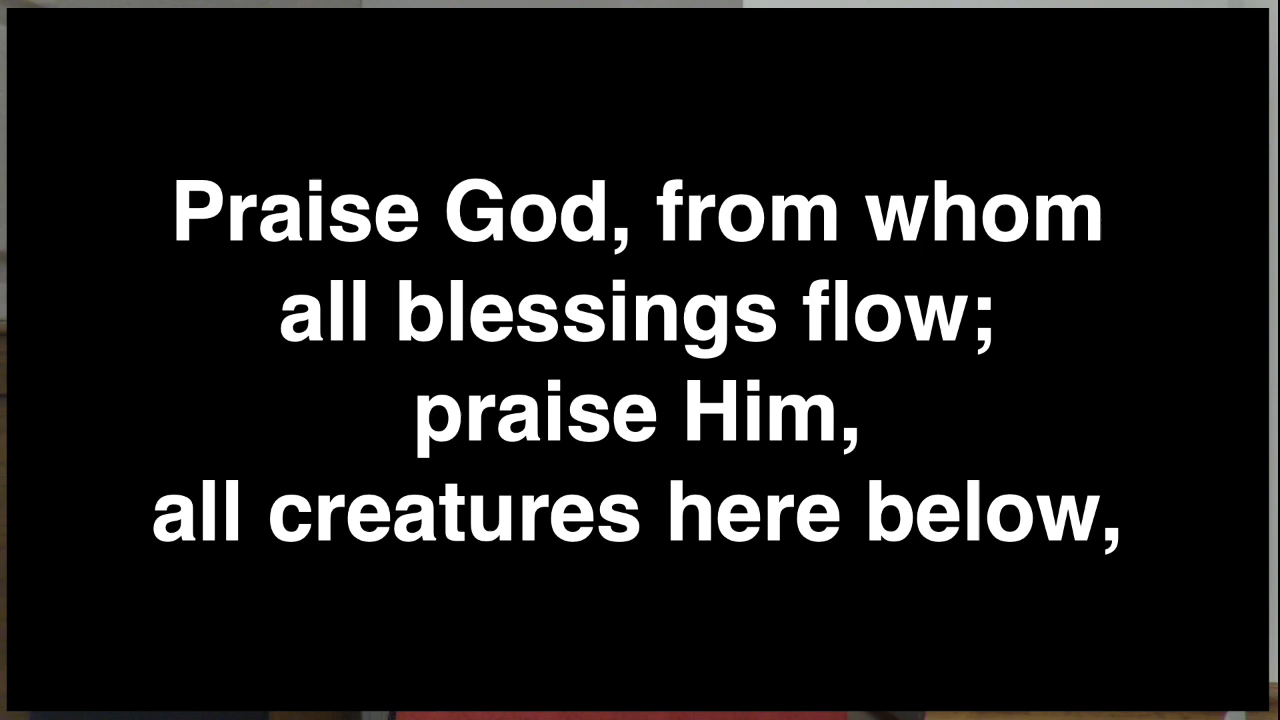 Praise God, from whom
all blessings flow;
praise Him,
all creatures here below,